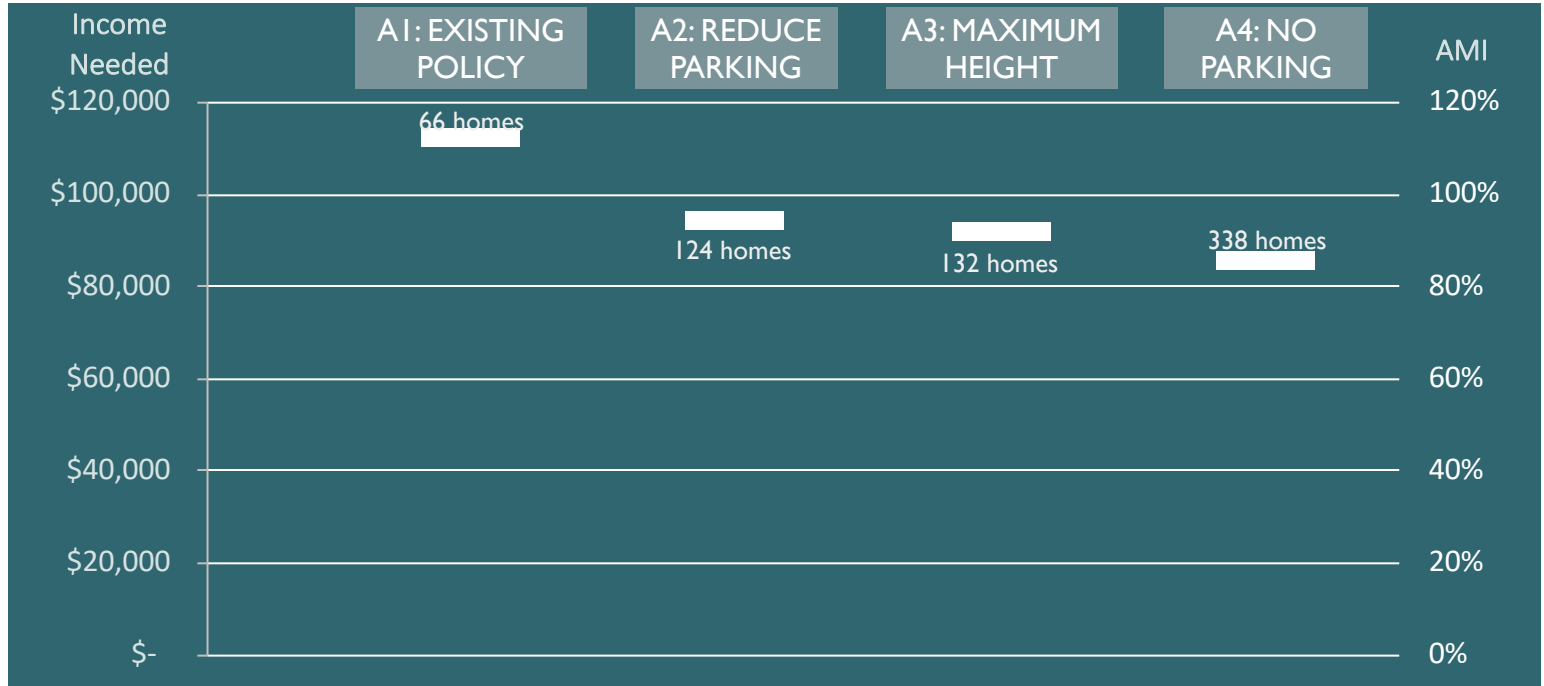 Income
Needed
A1: EXISTING
POLICY
A2: REDUCE
PARKING
A3: MAXIMUM
HEIGHT
A4: NO
PARKING
AMI
$120,000
120%
66 homes
$100,000
100%
124 homes
132 homes
338 homes
$80,000
80%
$60,000
60%
$40,000
40%
$20,000
20%
$-
0%